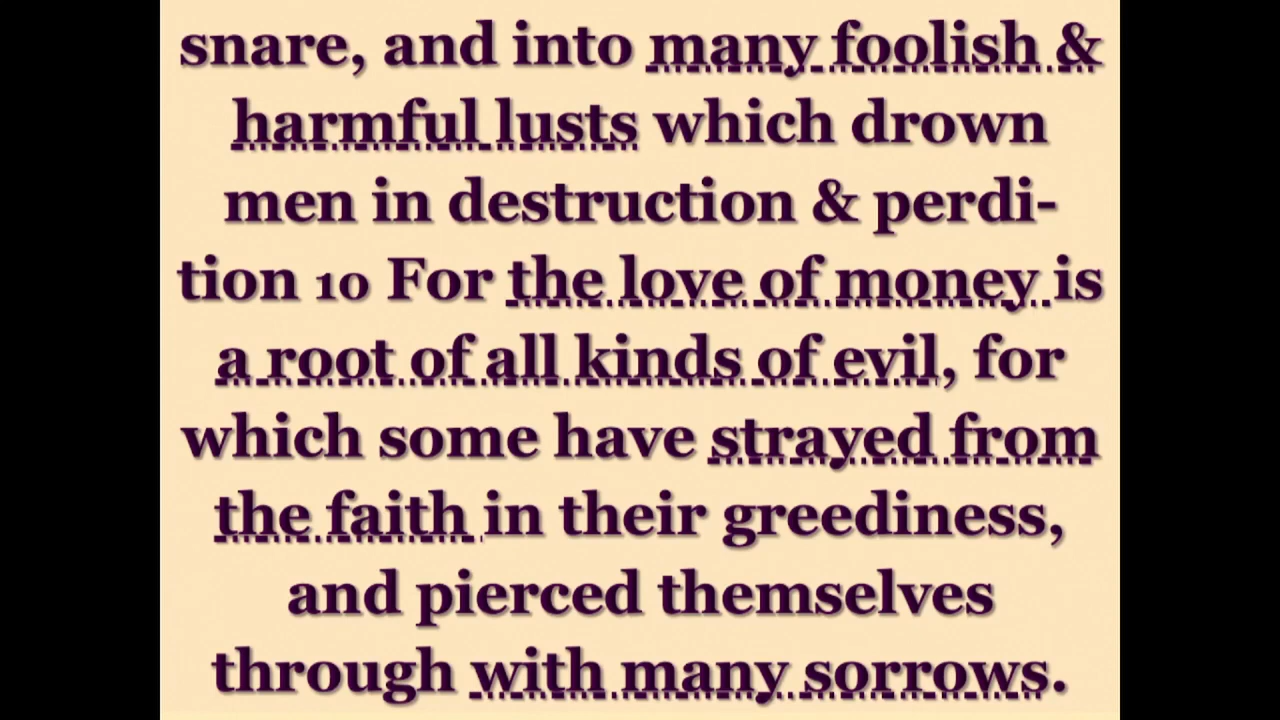 snare, and into many foolish &
harmful lusts which drown
men in destruction & perdi-
tion 10 For the love of money is
a root of all kinds of evil, for
which some have strayed from
the faith in their greediness,
and pierced themselves
through with many sorrows.